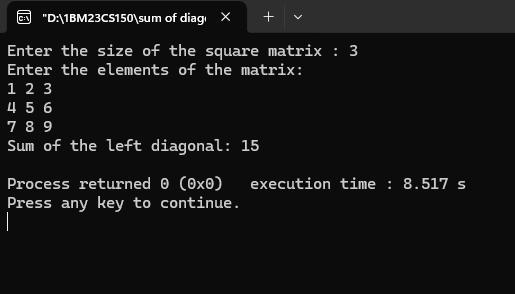 "D:\1BM23CS150\sum of diag
Enter the size of the square matrix : 3
Enter the elements of the matrix:
1 2 3
4 5 6
7 8 9
Sum of the left diagonal: 15
Process returned 0 (0x0)   execution time : 8.517 s
Press any key to continue.